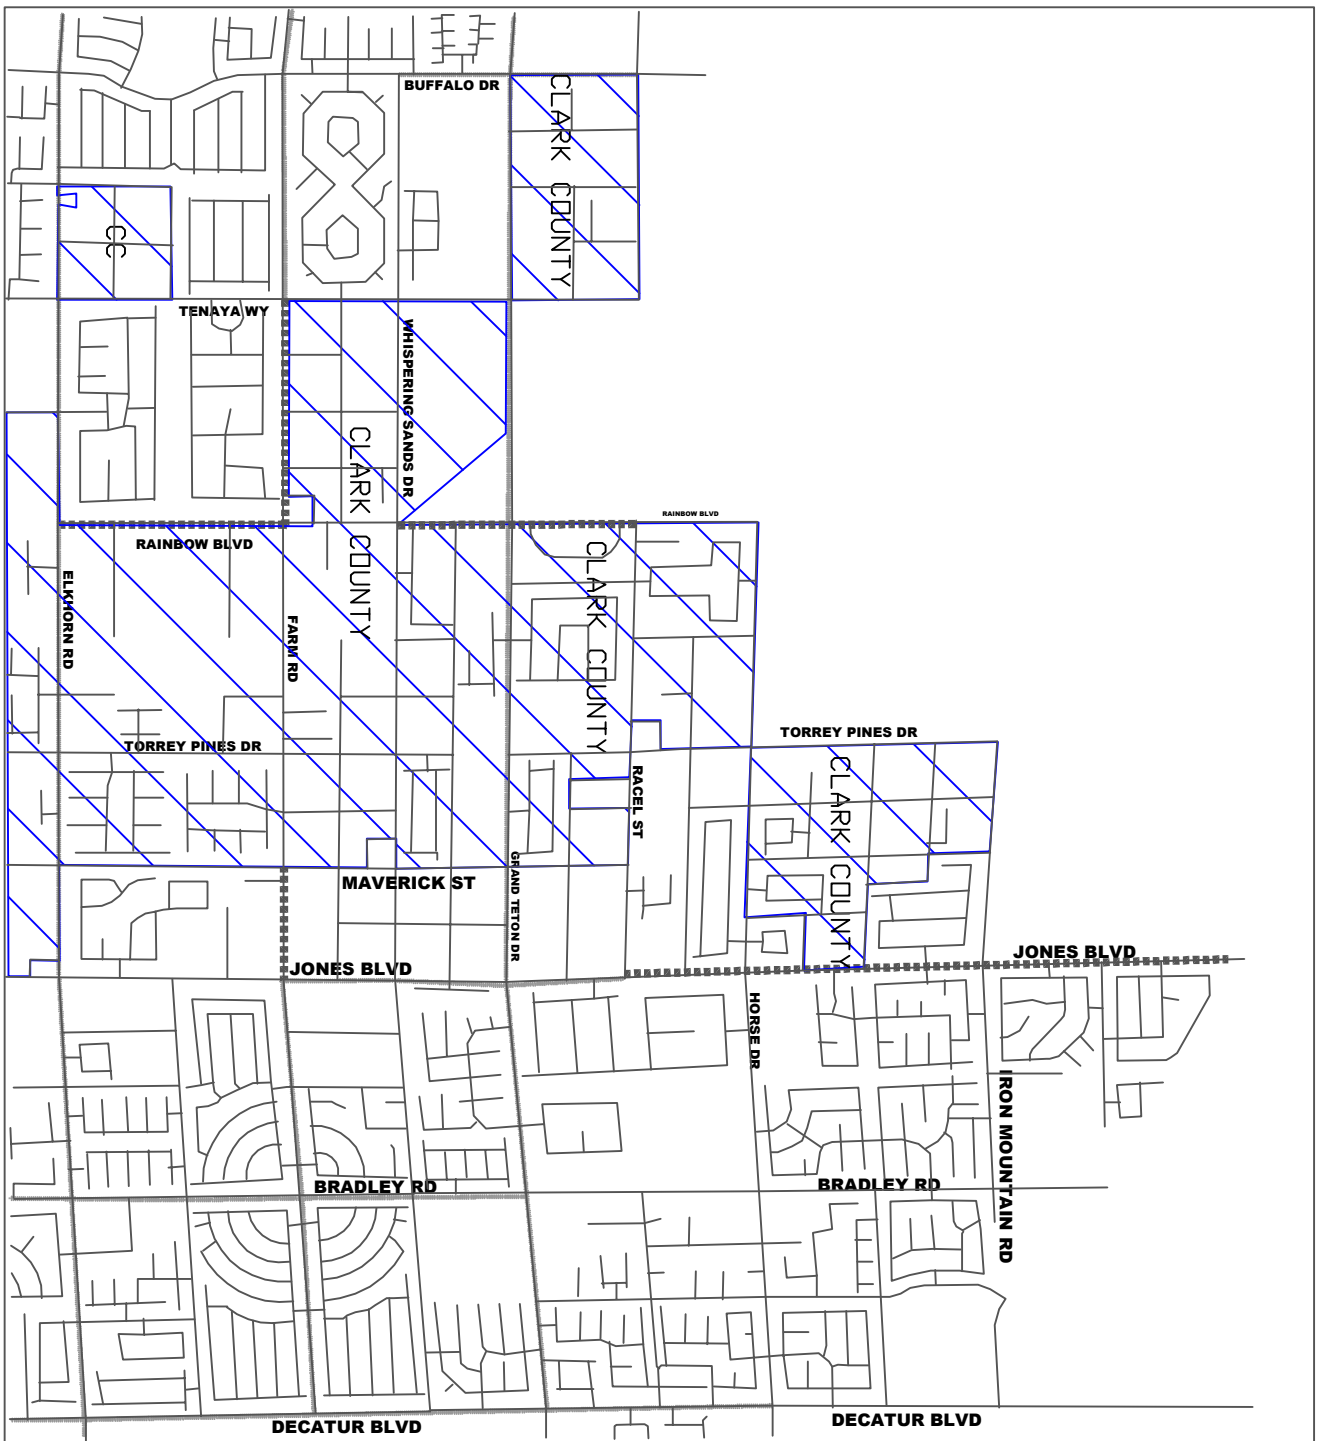 BUFFALO DR
CLARK COUNTY
CC
TENAYA WY
WHISPERING SANDS DR
CLARK COUNTY
RAINBOW BLVD
RAINBOW BLVD
CLARK COUNTY
ELKHORN RD
FARM RD
TORREY PINES DR
TORREY PINES DR
CLARK COUNTY
RACEL ST
GRAND TETON DR
MAVERICK ST
JONES BLVD
JONES BLVD
HORSE DR
IRON MOUNTAIN RD
BRADLEY RD
BRADLEY RD
DECATUR BLVD
DECATUR BLVD